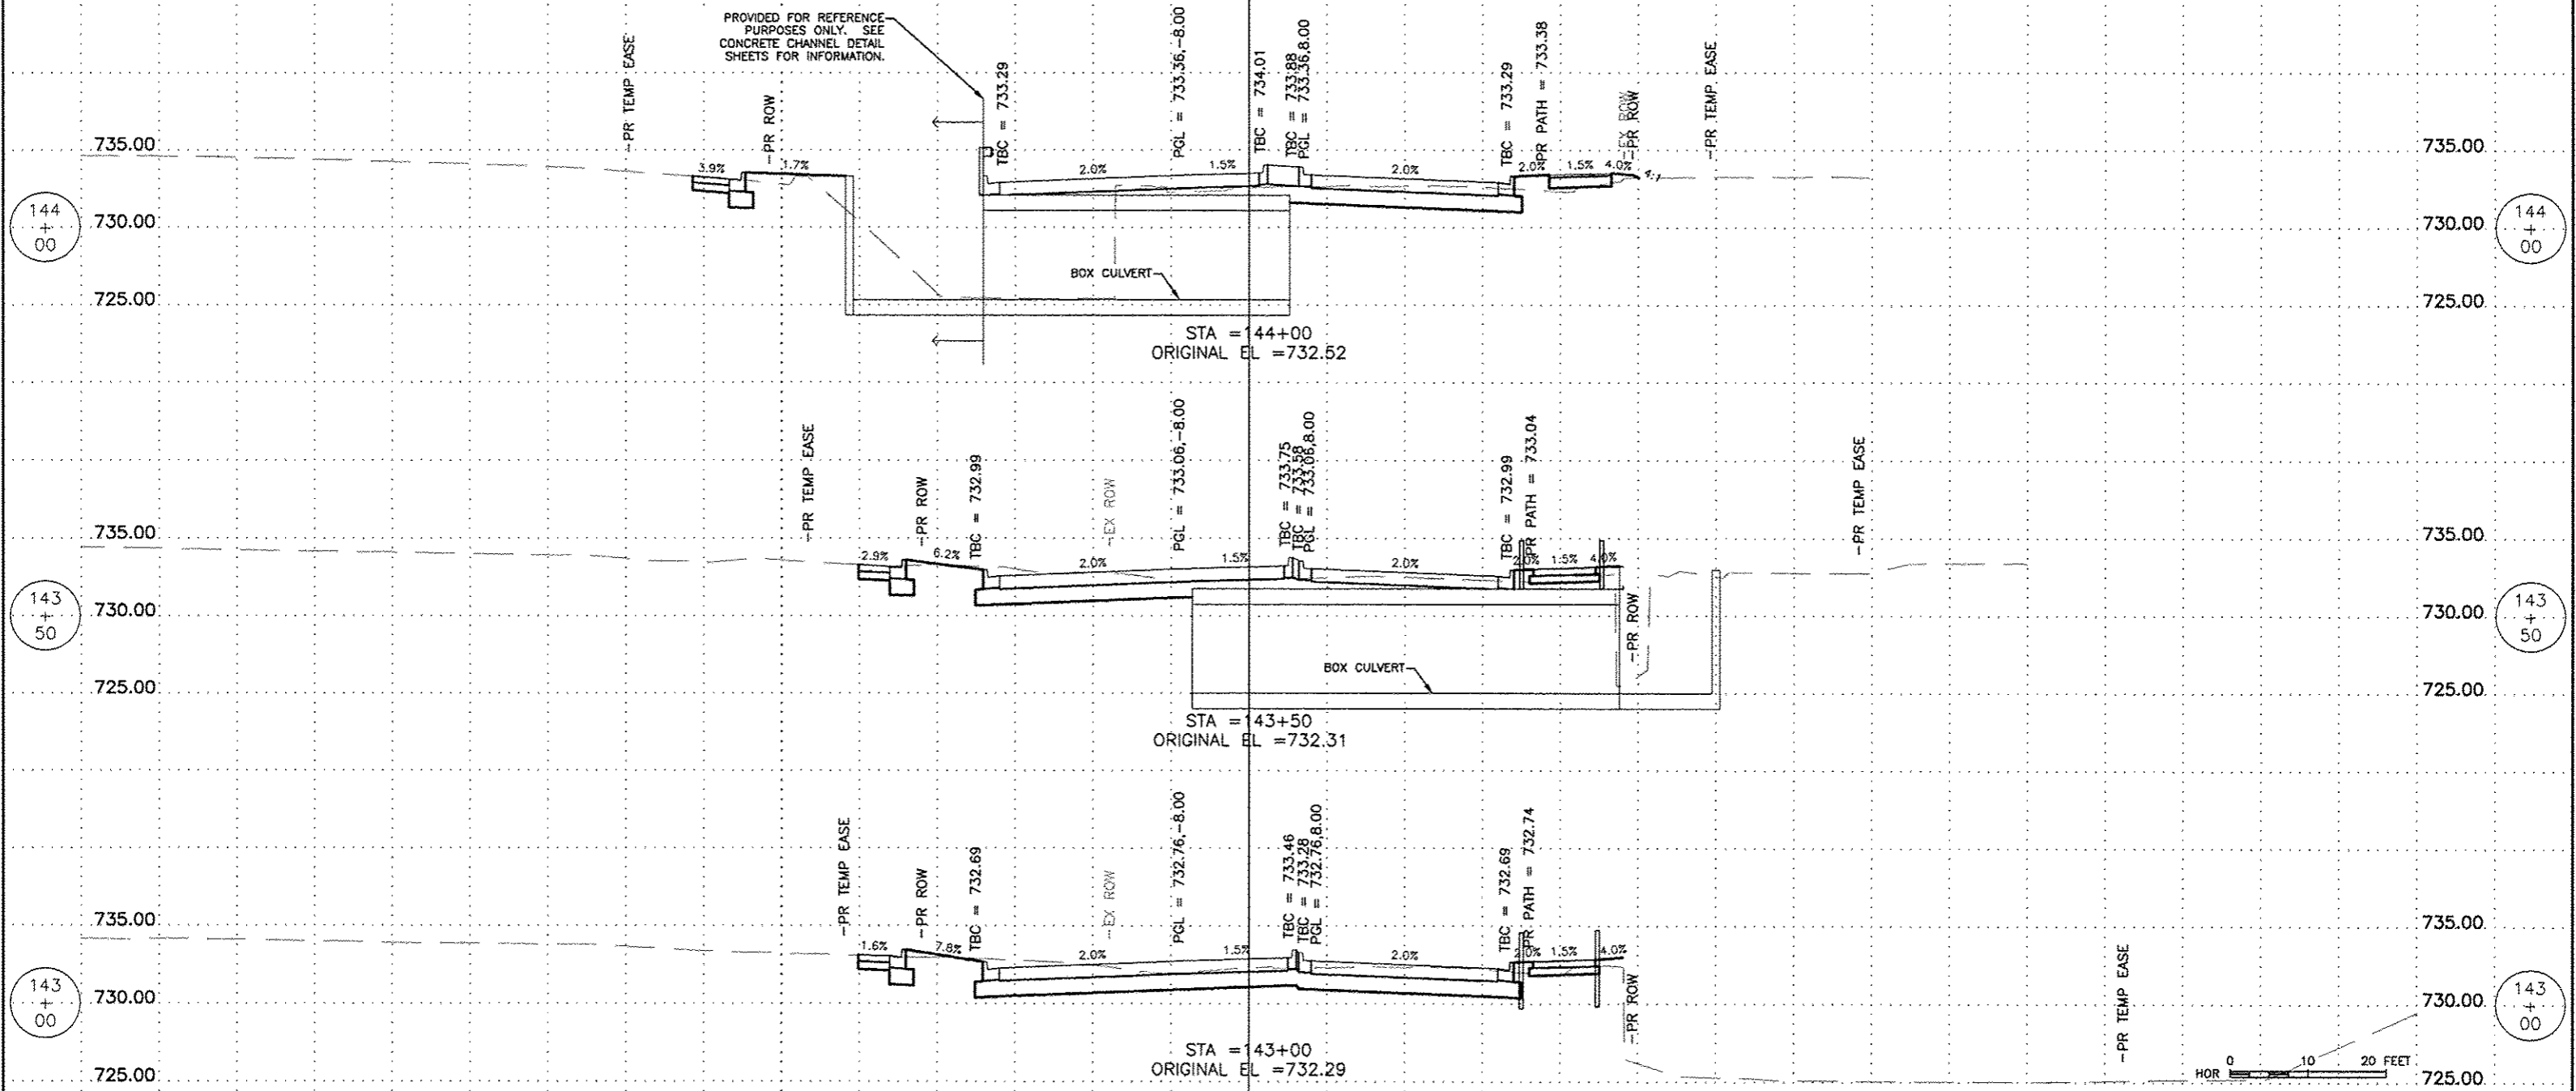 PROVIDED FOR REFERENCE
PURPOSES ONLY. SEE
CONCRETE CHANNEL DETAIL
SHEETS FOR INFORMATION.
-PR TEMP EASE
-PR ROW
TBC = 733.29
PGL = 733.36,-8.00
TBC = 734.01
TBC = 733.88
PGL = 733.36,8.00
TBC = 733.29
PR PATH = 733.38
-EX ROW
-PR ROW
-PR TEMP EASE
735.00
735.00
3.9%
1.7%
2.0%
1.5%
2.0%
2.0%
1.5%
4.0%
4:1
144
+
00
730.00
730.00
144
+
00
BOX CULVERT
725.00
725.00
STA =144+00
ORIGINAL EL =732.52
-PR TEMP EASE
-PR ROW
TBC = 732.99
-EX ROW
PGL = 733.06,-8.00
TBC = 733.75
TBC = 733.58
PGL = 733.06,8.00
TBC = 732.99
PR PATH = 733.04
-PR TEMP EASE
735.00
735.00
2.9%
6.2%
2.0%
1.5%
2.0%
2.0%
1.5%
4.0%
143
+
50
730.00
-PR ROW
730.00
143
+
50
BOX CULVERT
725.00
725.00
STA =143+50
ORIGINAL EL =732.31
-PR TEMP EASE
-PR ROW
TBC = 732.69
-EX ROW
PGL = 732.76,-8.00
TBC = 733.46
TBC = 733.28
PGL = 732.76,8.00
TBC = 732.69
PR PATH = 732.74
735.00
735.00
1.6%
7.8%
2.0%
1.5%
2.0%
2.0%
1.5%
4.0%
143
+
00
730.00
-PR ROW
-PR TEMP EASE
730.00
143
+
00
STA =143+00
ORIGINAL EL =732.29
725.00
725.00
HOR
0 10 20 FEET